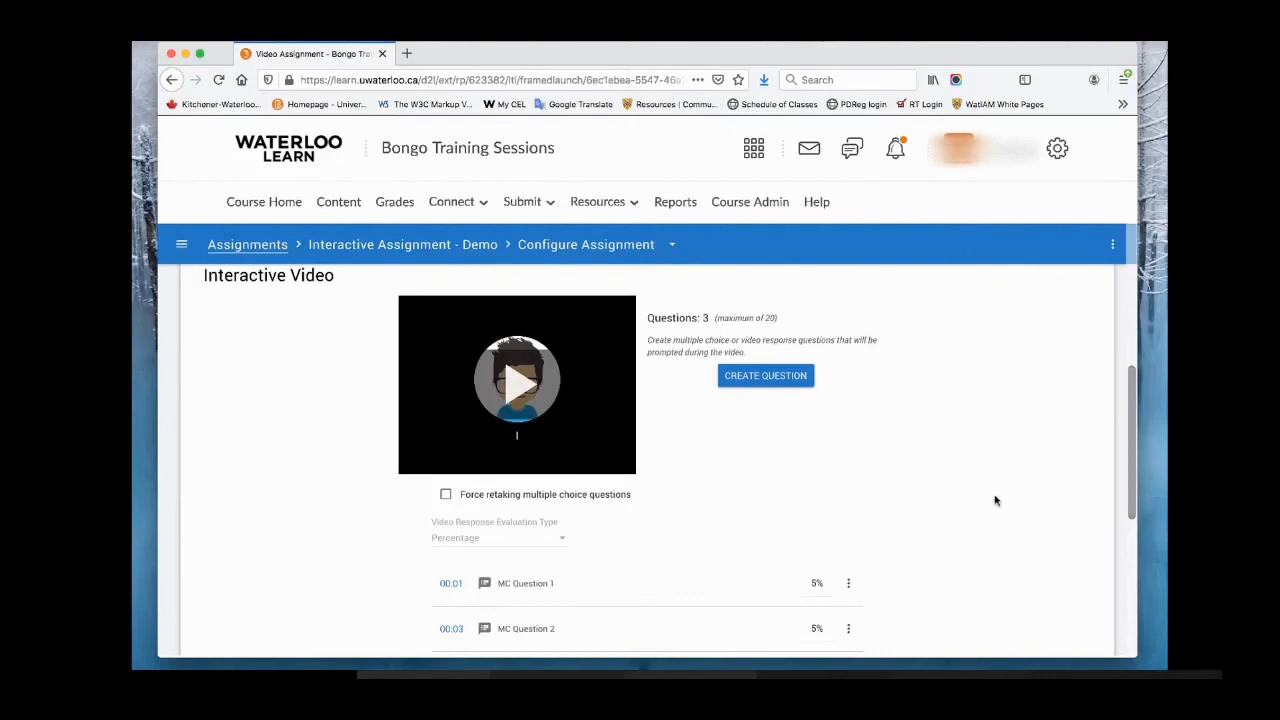 Video Assignment - Bongo Tra
https://learn.uwaterloo.ca/d2l/ext/rp/623382/lti/framedlaunch/6ec1ebea-5547-46a
Search
Kitchener-Waterloo... Homepage - Univer... The W3C Markup V... My CEL Google Translate Resources | Commu... Schedule of Classes PDReg login RT Login WatIAM White Pages
WATERLOO
LEARN
Bongo Training Sessions
Course Home Content Grades Connect Submit Resources Reports Course Admin Help
Assignments > Interactive Assignment - Demo > Configure Assignment
Interactive Video
Questions: 3 (maximum of 20)
Create multiple choice or video response questions that will be
prompted during the video.
CREATE QUESTION
Force retaking multiple choice questions
Video Response Evaluation Type
Percentage
00:01 MC Question 1 5%
00:03 MC Question 2 5%